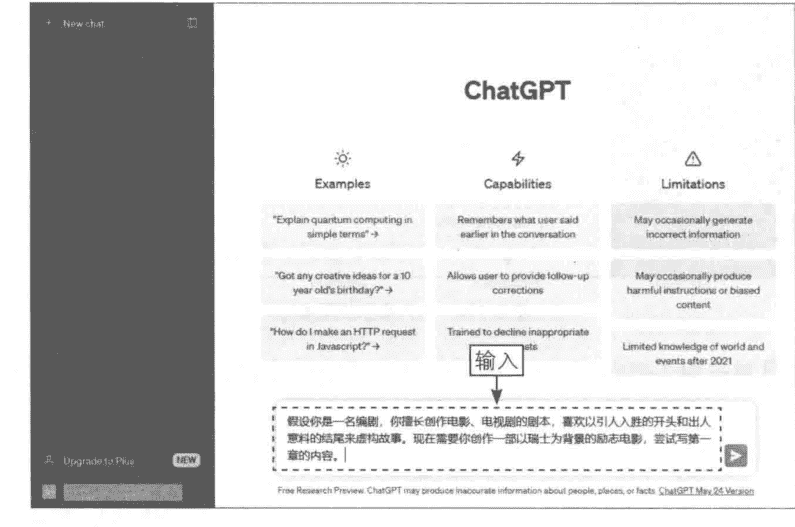 + New chat
ChatGPT
Examples
Capabilities
Limitations
"Explain quantum computing in
simple terms" →
Remembers what user said
earlier in the conversation
May occasionally generate
incorrect information
"Got any creative ideas for a 10
year old's birthday?" →
Allows user to provide follow-up
corrections
May occasionally produce
harmful instructions or biased
content
"How do I make an HTTP request
in Javascript?" →
Trained to decline inappropriate
Limited knowledge of world and
events after 2021
输入
假设你是一名编剧，你擅长创作电影、电视剧的剧本，喜欢以引人入胜的开头和出人
意料的结尾来虚构故事。现在需要你创作一部以瑞士为背景的励志电影，尝试写第一
章的内容。
Upgrade to Plus
NEW
Free Research Preview. ChatGPT may produce inaccurate information about people, places, or facts. ChatGPT May 24 Version